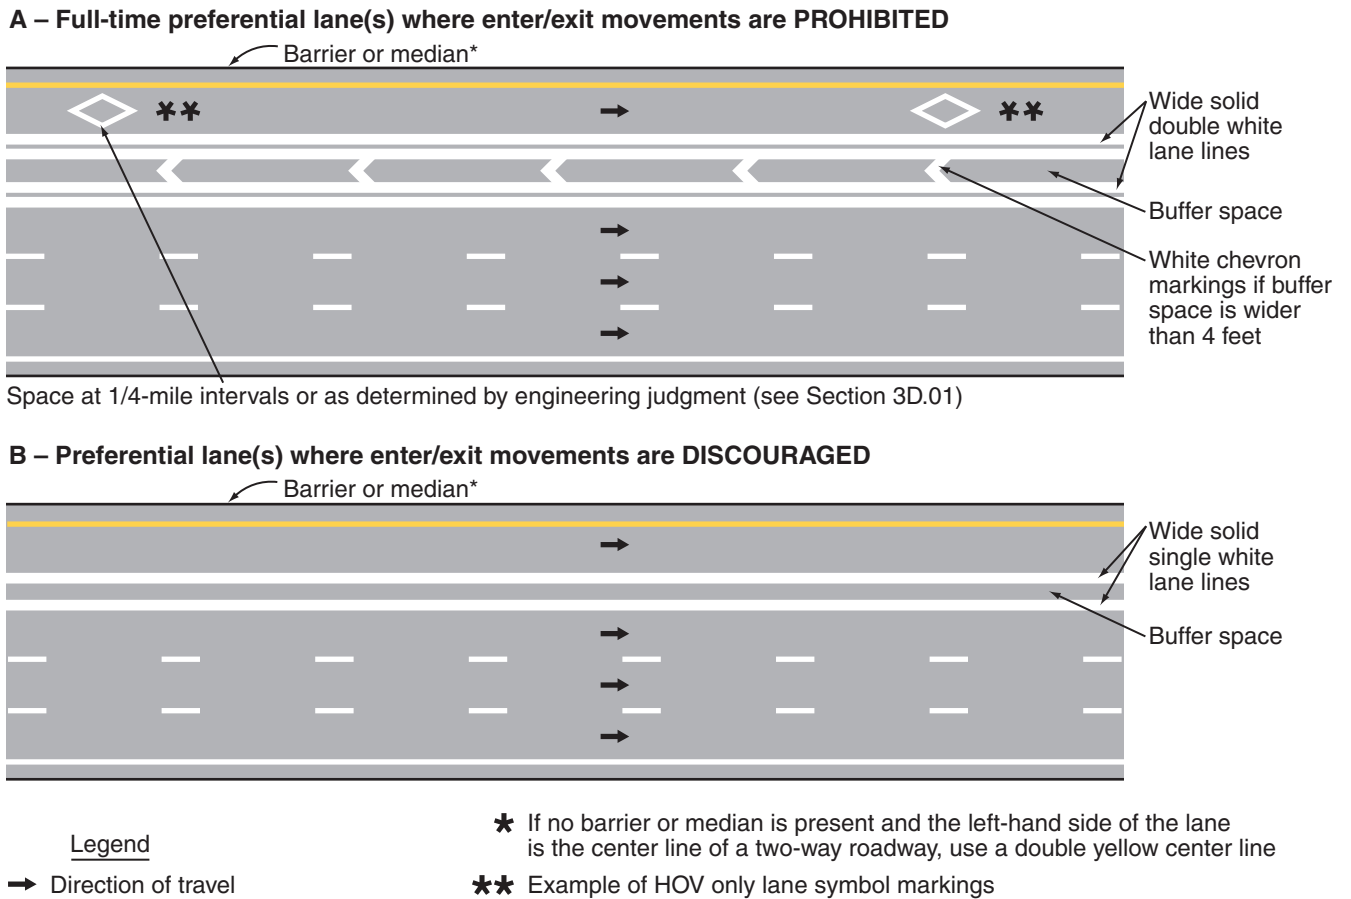 A – Full-time preferential lane(s) where enter/exit movements are PROHIBITED
Barrier or median*
**
**
Wide solid
double white
lane lines
Buffer space
White chevron
markings if buffer
space is wider
than 4 feet
Space at 1/4-mile intervals or as determined by engineering judgment (see Section 3D.01)
B – Preferential lane(s) where enter/exit movements are DISCOURAGED
Barrier or median*
Wide solid
single white
lane lines
Buffer space
Legend
Direction of travel
* If no barrier or median is present and the left-hand side of the lane
is the center line of a two-way roadway, use a double yellow center line
** Example of HOV only lane symbol markings